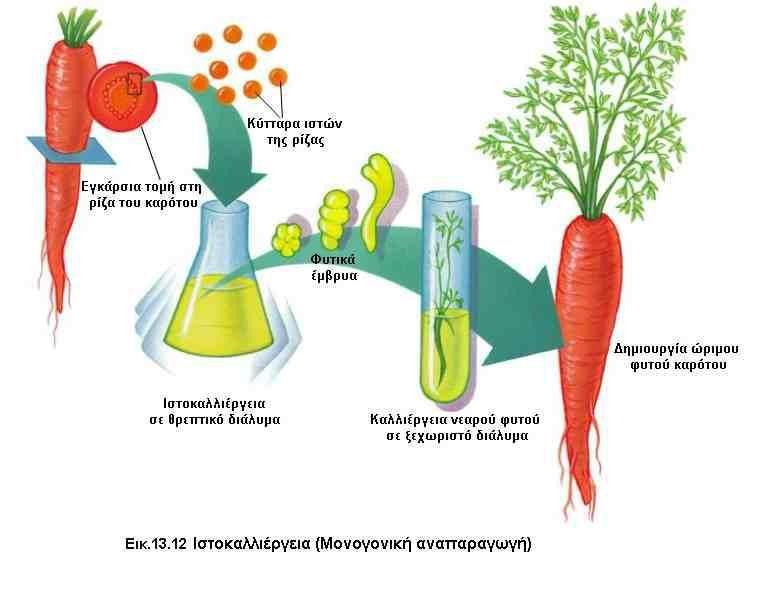 Κύτταρα ιστών
της ρίζας
Εγκάρσια τομή στη
ρίζα του καρότου
Φυτικά
έμβρυα
Δημιουργία ώριμου
φυτού καρότου
Ιστοκαλλιέργεια
σε θρεπτικό διάλυμα
Καλλιέργεια νεαρού φυτού
σε ξεχωριστό διάλυμα
Εικ.13.12 Ιστοκαλλιέργεια (Μονογονική αναπαραγωγή)